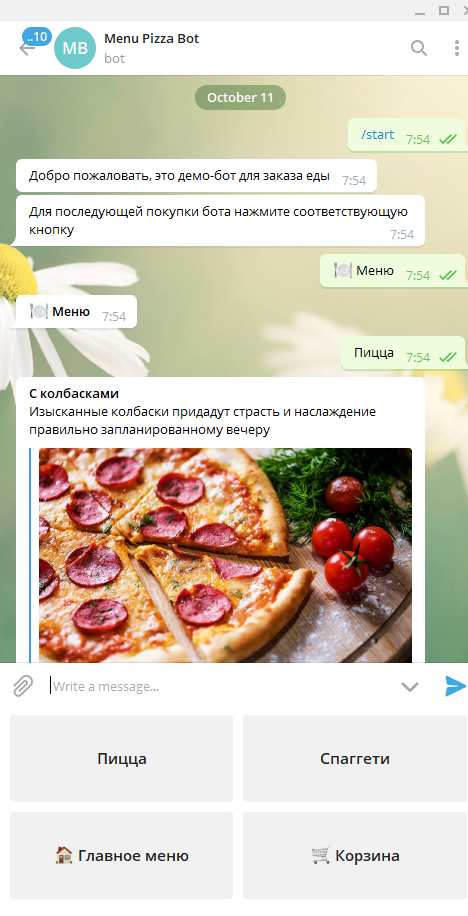 ..10
MB
Menu Pizza Bot
bot
October 11
/start 7:54
Добро пожаловать, это демо-бот для заказа еды 7:54
Для последующей покупки бота нажмите соответствующую
кнопку 7:54
🍽️ Меню 7:54
🍽️ Меню 7:54
Пицца 7:54
С колбасками
Изысканные колбаски придадут страсть и наслаждение
правильно запланированному вечеру
Write a message...
Пицца Спагетти
🏠 Главное меню 🛒 Корзина